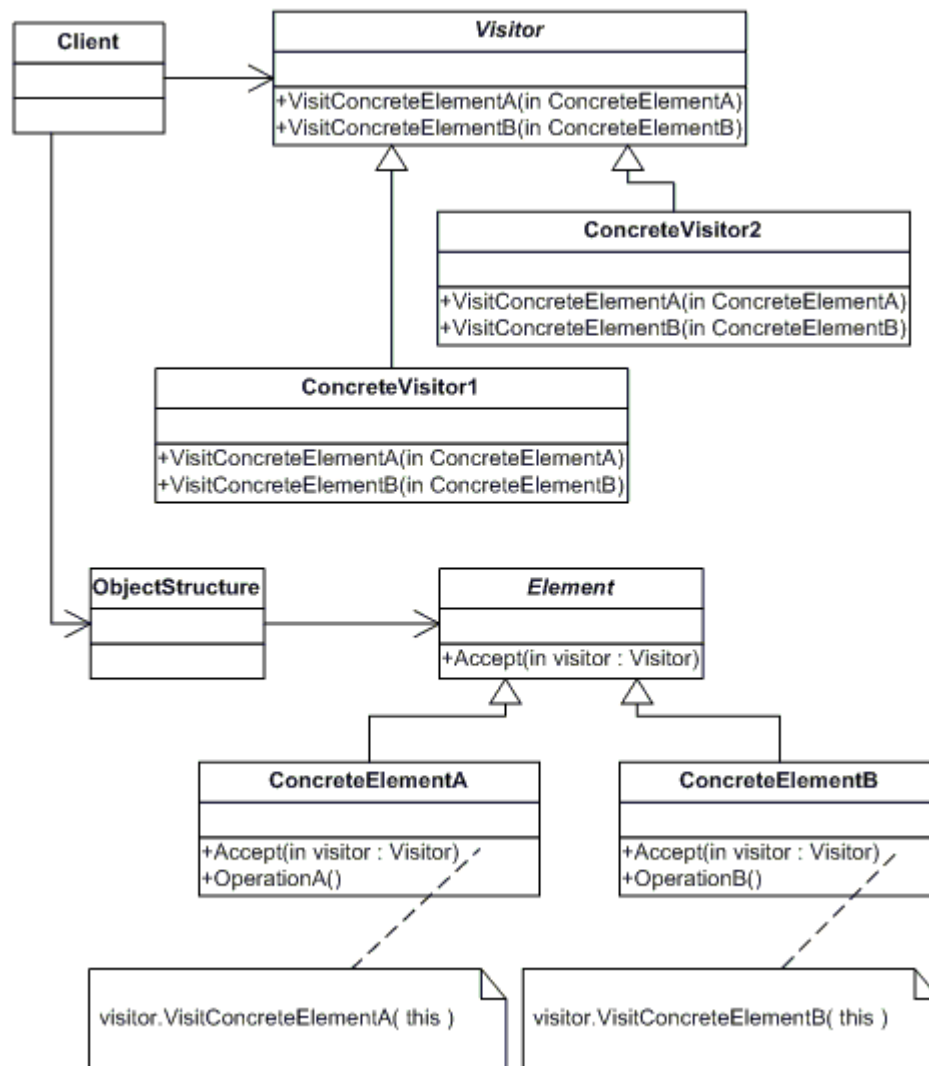 Client
Visitor
+VisitConcreteElementA(in ConcreteElementA)
+VisitConcreteElementB(in ConcreteElementB)
ConcreteVisitor2
+VisitConcreteElementA(in ConcreteElementA)
+VisitConcreteElementB(in ConcreteElementB)
ConcreteVisitor1
+VisitConcreteElementA(in ConcreteElementA)
+VisitConcreteElementB(in ConcreteElementB)
ObjectStructure
Element
+Accept(in visitor : Visitor)
ConcreteElementA
+Accept(in visitor : Visitor)
+OperationA()
ConcreteElementB
+Accept(in visitor : Visitor)
+OperationB()
visitor.VisitConcreteElementA( this )
visitor.VisitConcreteElementB( this )